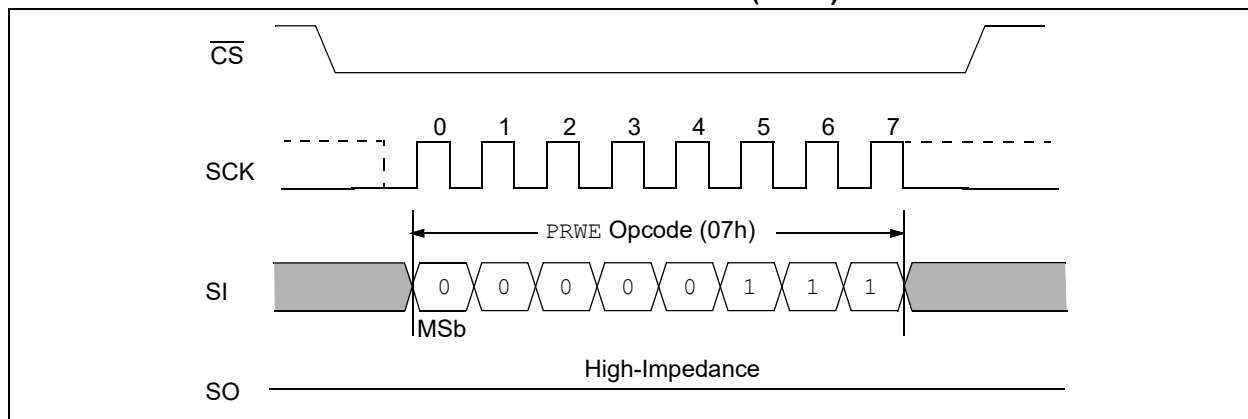 CS
0 1 2 3 4 5 6 7
SCK
PRWE Opcode (07h)
SI
0 0 0 0 0 1 1 1
MSb
High-Impedance
SO